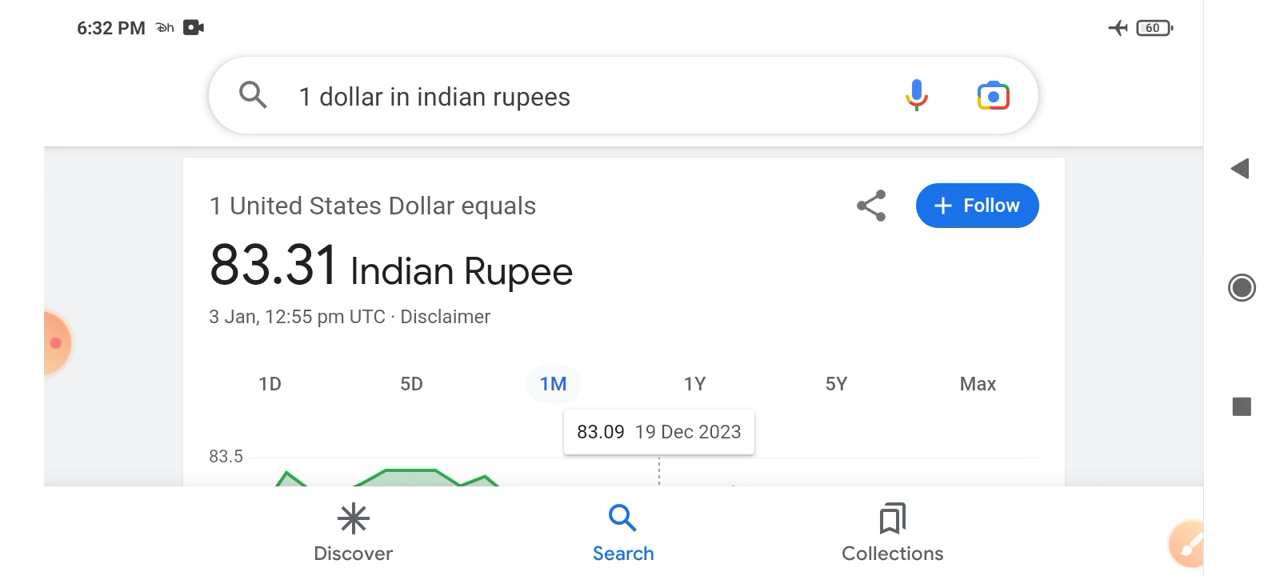 6:32 PM
60
1 dollar in indian rupees
1 United States Dollar equals
+ Follow
83.31 Indian Rupee
3 Jan, 12:55 pm UTC · Disclaimer
1D 5D 1M 1Y 5Y Max
83.09 19 Dec 2023
83.5
Discover Search Collections